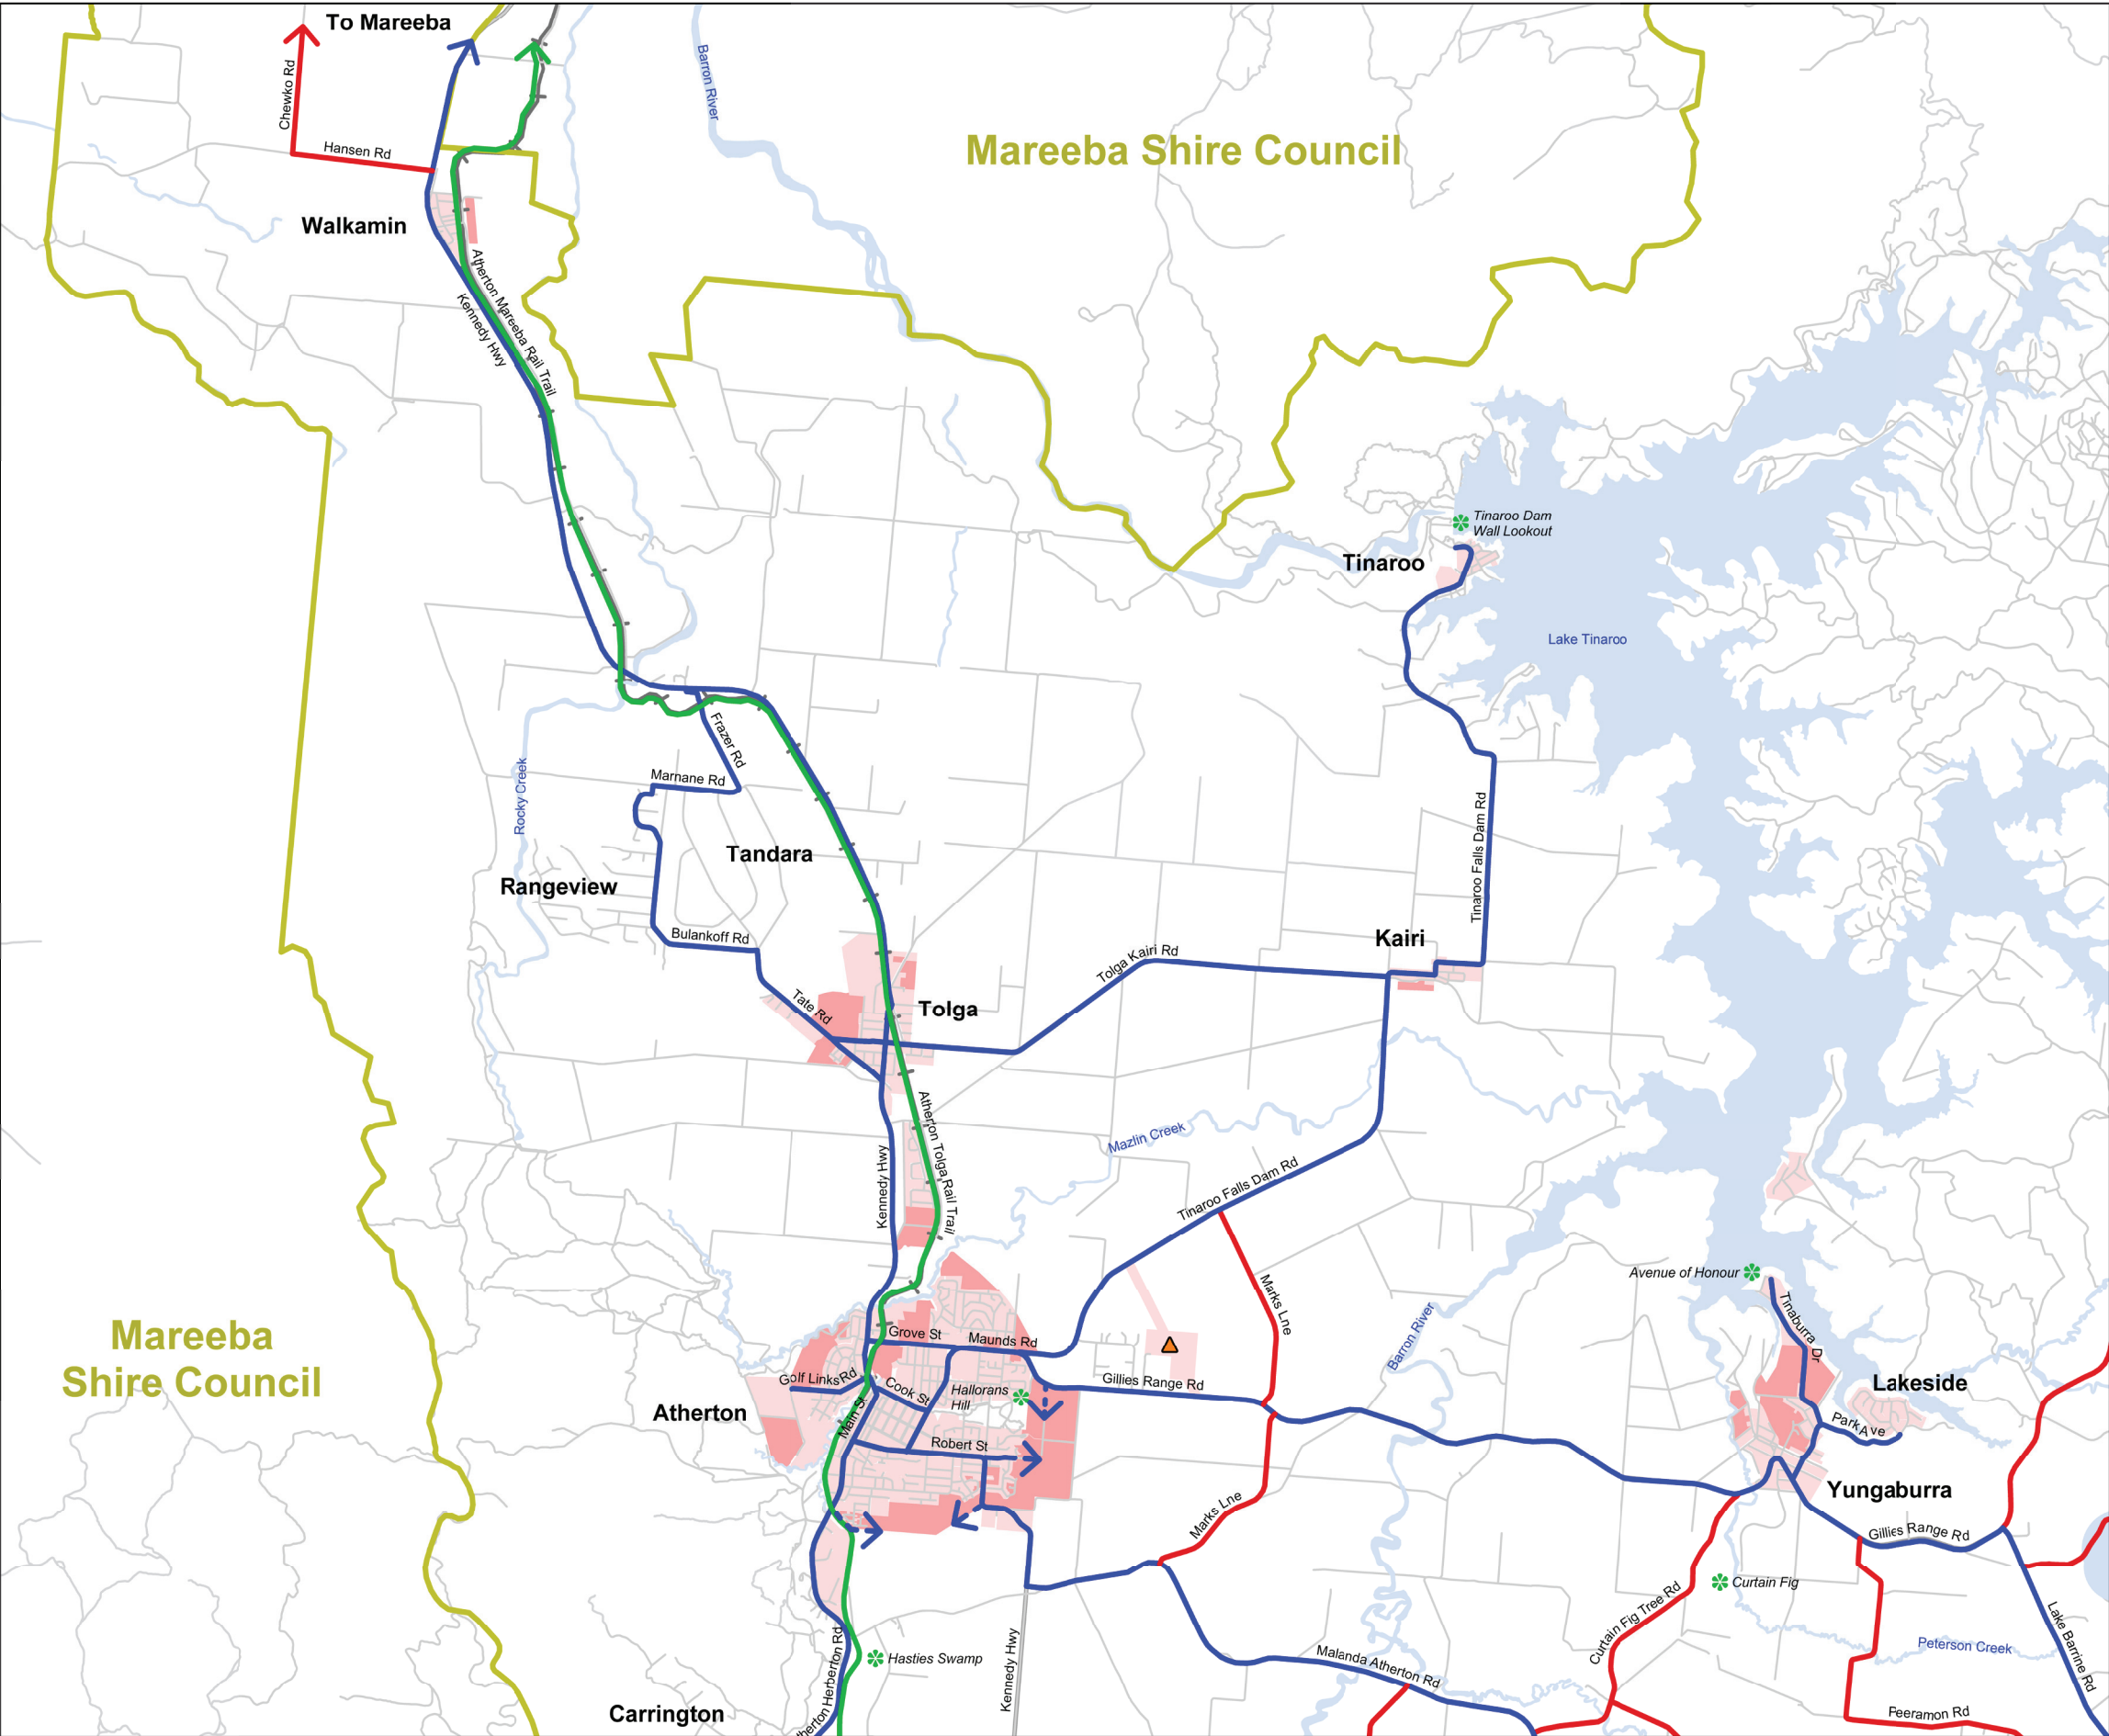 To Mareeba
Chewko Rd
Hansen Rd
Barron River
Mareeba Shire Council
Walkamin
Atherton Mareeba Rail Trail
Kennedy Hwy
Tinaroo Dam
Wall Lookout
Tinaroo
Lake Tinaroo
Frazer Rd
Marnane Rd
Rocky Creek
Tandara
Rangeview
Tinaroo Falls Dam Rd
Bulankoff Rd
Kairi
Tolga Kairi Rd
Tate Rd
Tolga
Atherton Tolga Rail Trail
Mazlin Creek
Kennedy Hwy
Tinaroo Falls Dam Rd
Marks Lne
Avenue of Honour
Tinaburra Dr
Mareeba
Shire Council
Grove St
Maunds Rd
Barron River
Golf Links Rd
Cook St
Hallorans
Hill
Gillies Range Rd
Lakeside
Atherton
Main St
Park Ave
Robert St
Yungaburra
Marks Lne
Gillies Range Rd
Curtain Fig
Curtain Fig Tree Rd
Lake Barrine Rd
Peterson Creek
Hasties Swamp
Malanda Atherton Rd
Kennedy Hwy
therton Herberton Rd
Carrington
Peeramon Rd